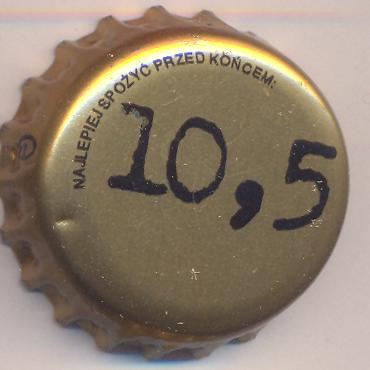 NAJLEPIEJ SPOŻYĆ PRZED KOŃCEM:
10,5